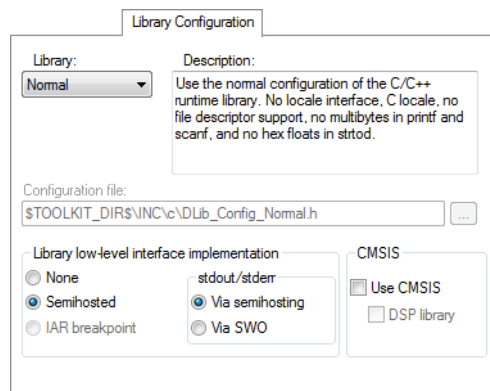 Library Configuration
Library:
Description:
Normal
Use the normal configuration of the C/C++
runtime library. No locale interface, C locale, no
file descriptor support, no multibytes in printf and
scanf, and no hex floats in strtod.
Configuration file:
$TOOLKIT_DIR$\INC\c\DLib_Config_Normal.h
...
Library low-level interface implementation
None
Semihosted
IAR breakpoint
stdout/stderr
Via semihosting
Via SWO
CMSIS
Use CMSIS
DSP library